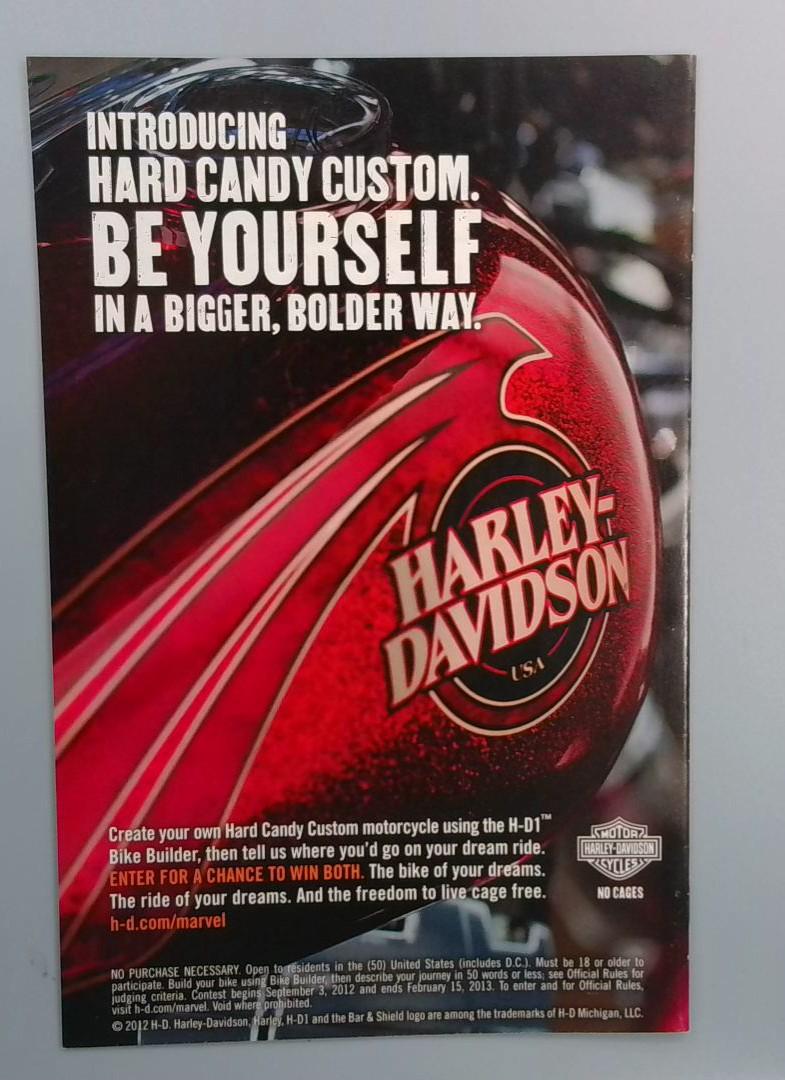 INTRODUCING
HARD CANDY CUSTOM.
BE YOURSELF
IN A BIGGER, BOLDER WAY.
HARLEY-
DAVIDSON
USA
Create your own Hard Candy Custom motorcycle using the H-D1™
Bike Builder, then tell us where you'd go on your dream ride.
ENTER FOR A CHANCE TO WIN BOTH. The bike of your dreams.
The ride of your dreams. And the freedom to live cage free.
h-d.com/marvel
MOTOR
HARLEY-DAVIDSON
CYCLES
NO CAGES
NO PURCHASE NECESSARY. Open to residents in the (50) United States (includes D.C.). Must be 18 or older to
participate. Build your bike using Bike Builder, then describe your journey in 50 words or less; see Official Rules for
judging criteria. Contest begins September 3, 2012 and ends February 15, 2013. To enter and for Official Rules,
visit h-d.com/marvel. Void where prohibited.
© 2012 H-D. Harley-Davidson, Harley, H-D1 and the Bar & Shield logo are among the trademarks of H-D Michigan, LLC.